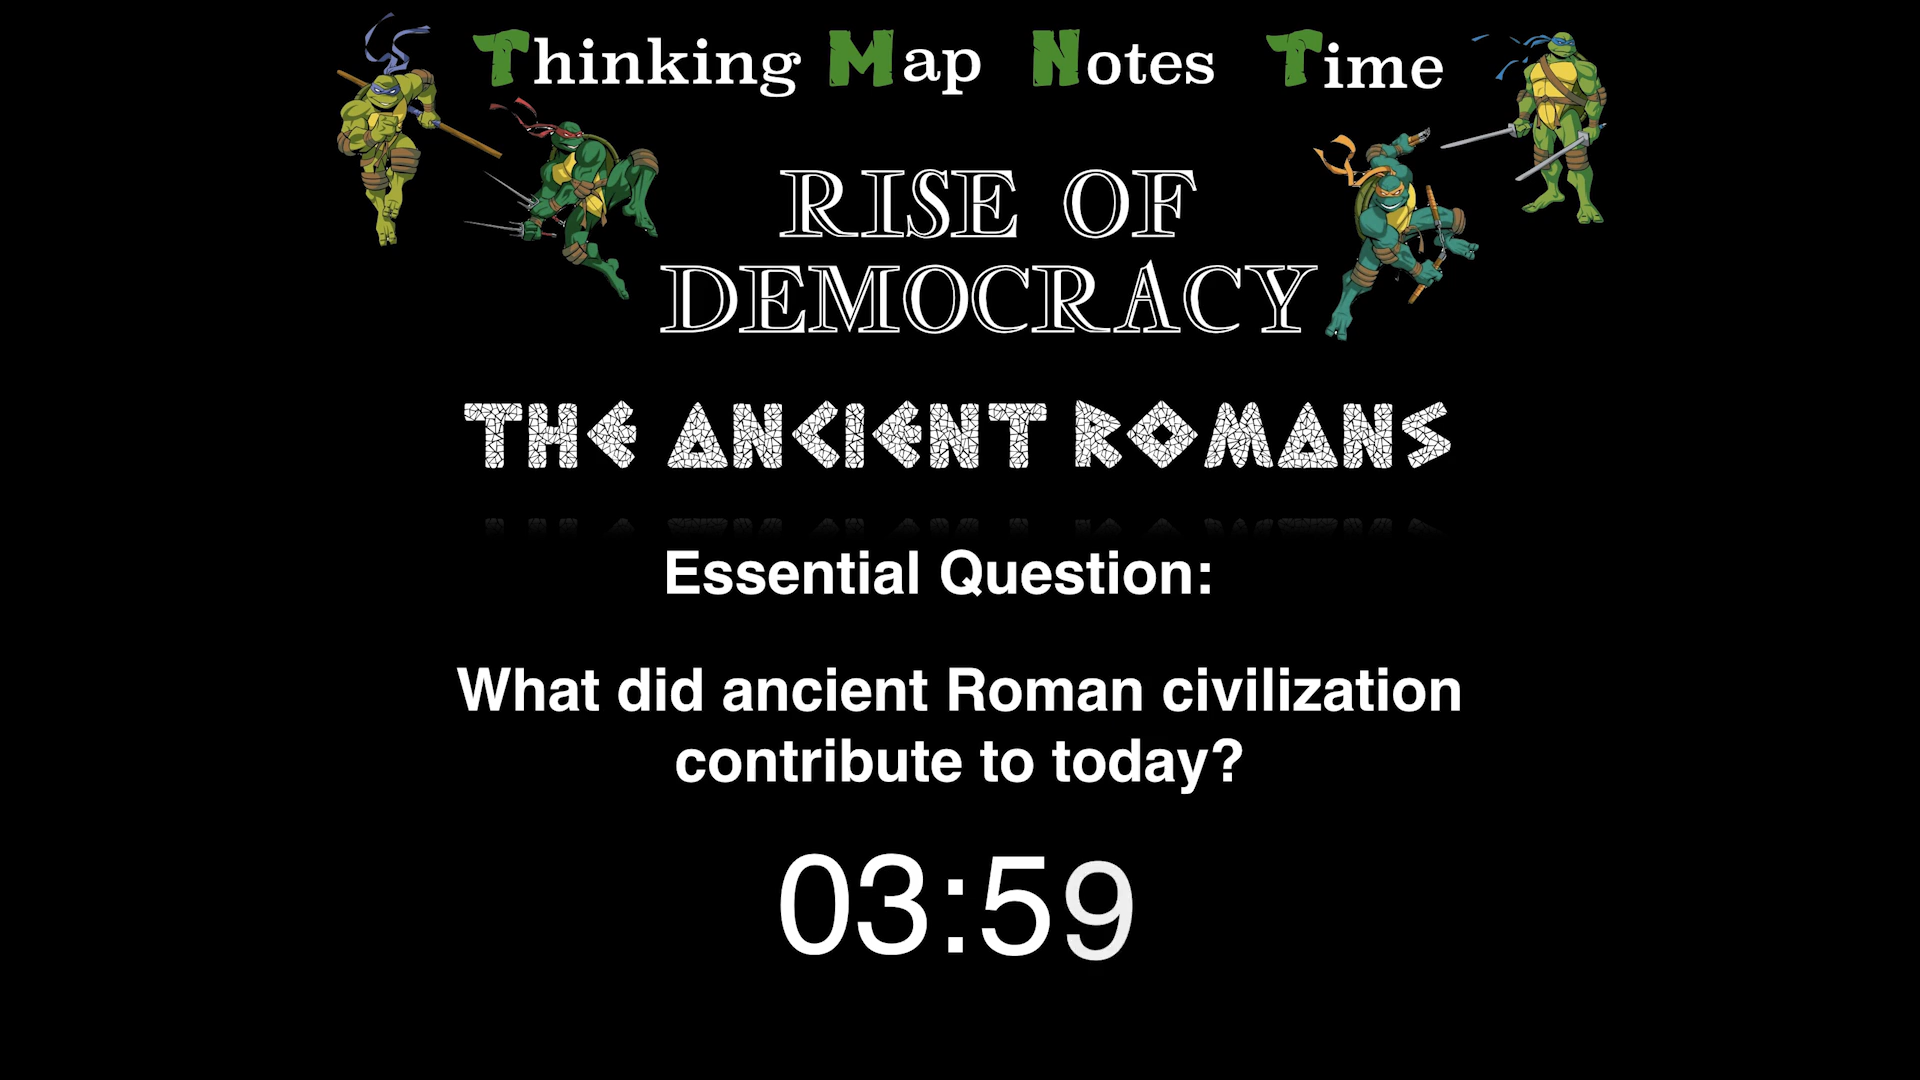 Thinking Map Notes Time
RISE OF
DEMOCRACY
THE ANCIENT ROMANS
Essential Question:
What did ancient Roman civilization
contribute to today?
03:59